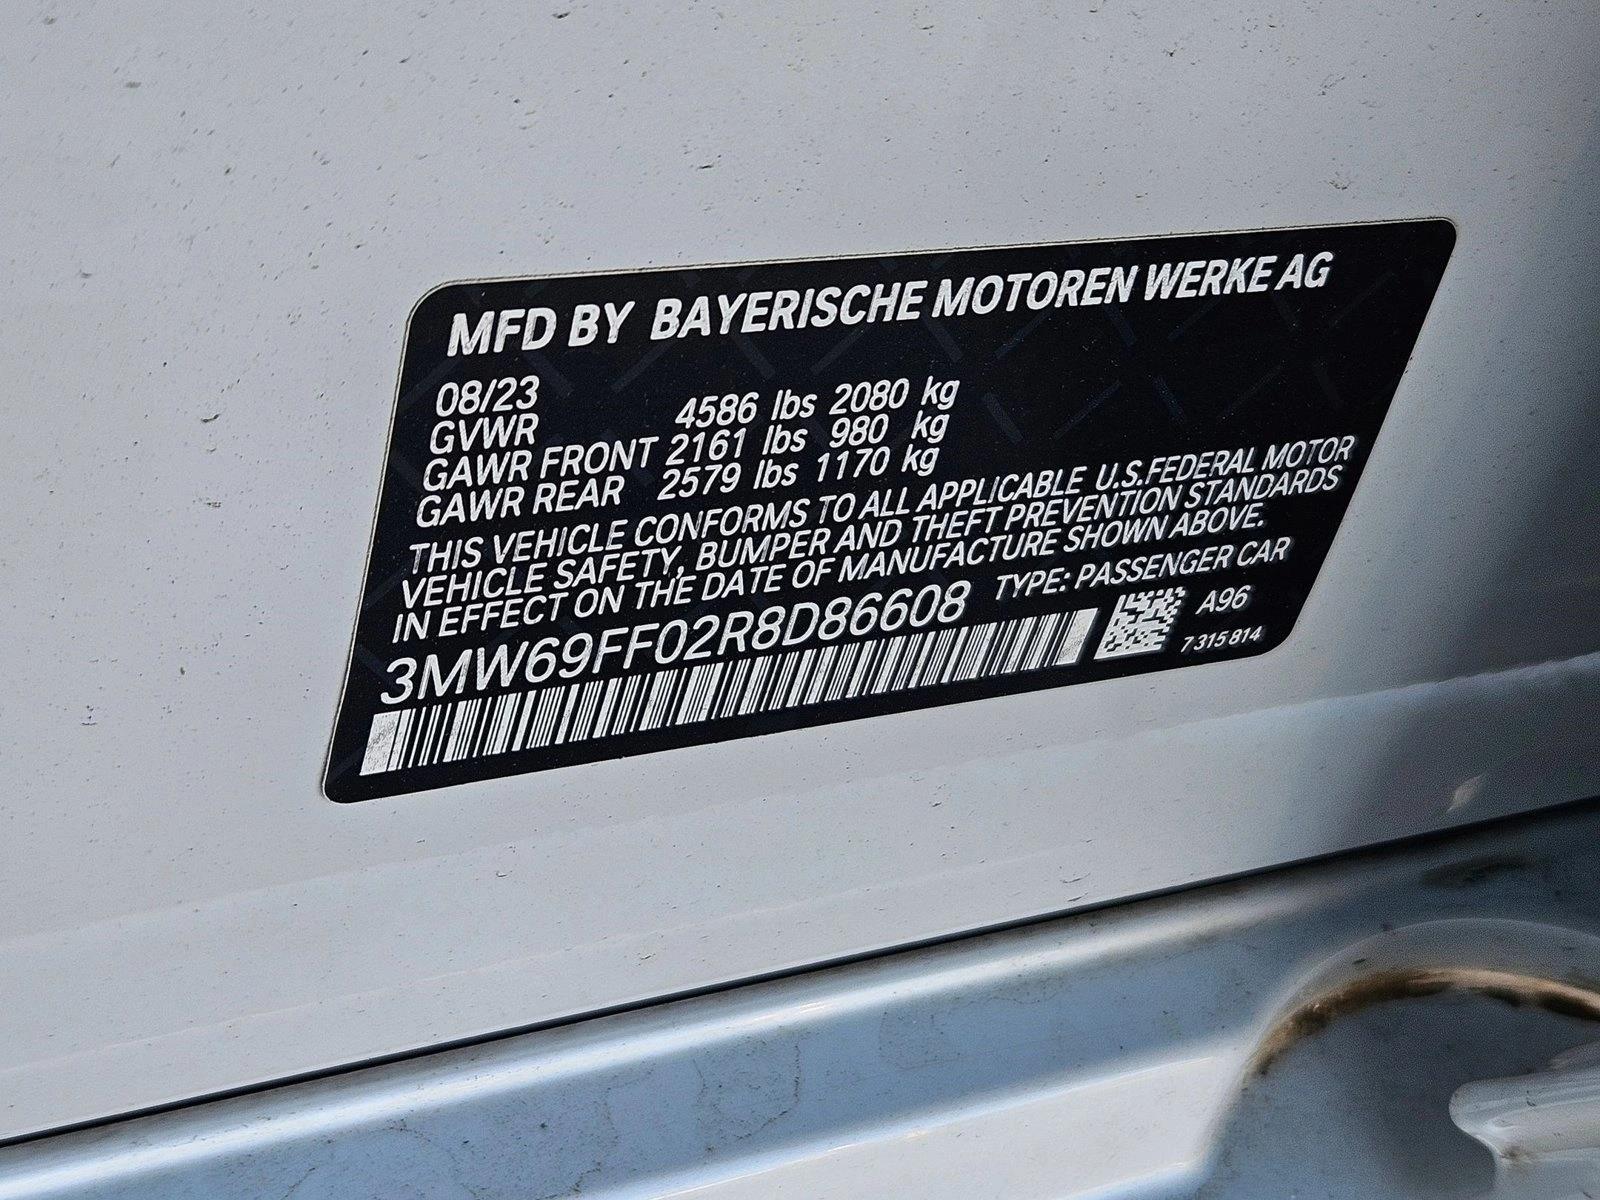 MFD BY BAYERISCHE MOTOREN WERKE AG
08/23
GVWR 4586 lbs 2080 kg
GAWR FRONT 2161 lbs 980 kg
GAWR REAR 2579 lbs 1170 kg
THIS VEHICLE CONFORMS TO ALL APPLICABLE U.S.FEDERAL MOTOR
VEHICLE SAFETY, BUMPER AND THEFT PREVENTION STANDARDS
IN EFFECT ON THE DATE OF MANUFACTURE SHOWN ABOVE.
3MW69FF02R8D86608 TYPE: PASSENGER CAR
A96
7 315 814